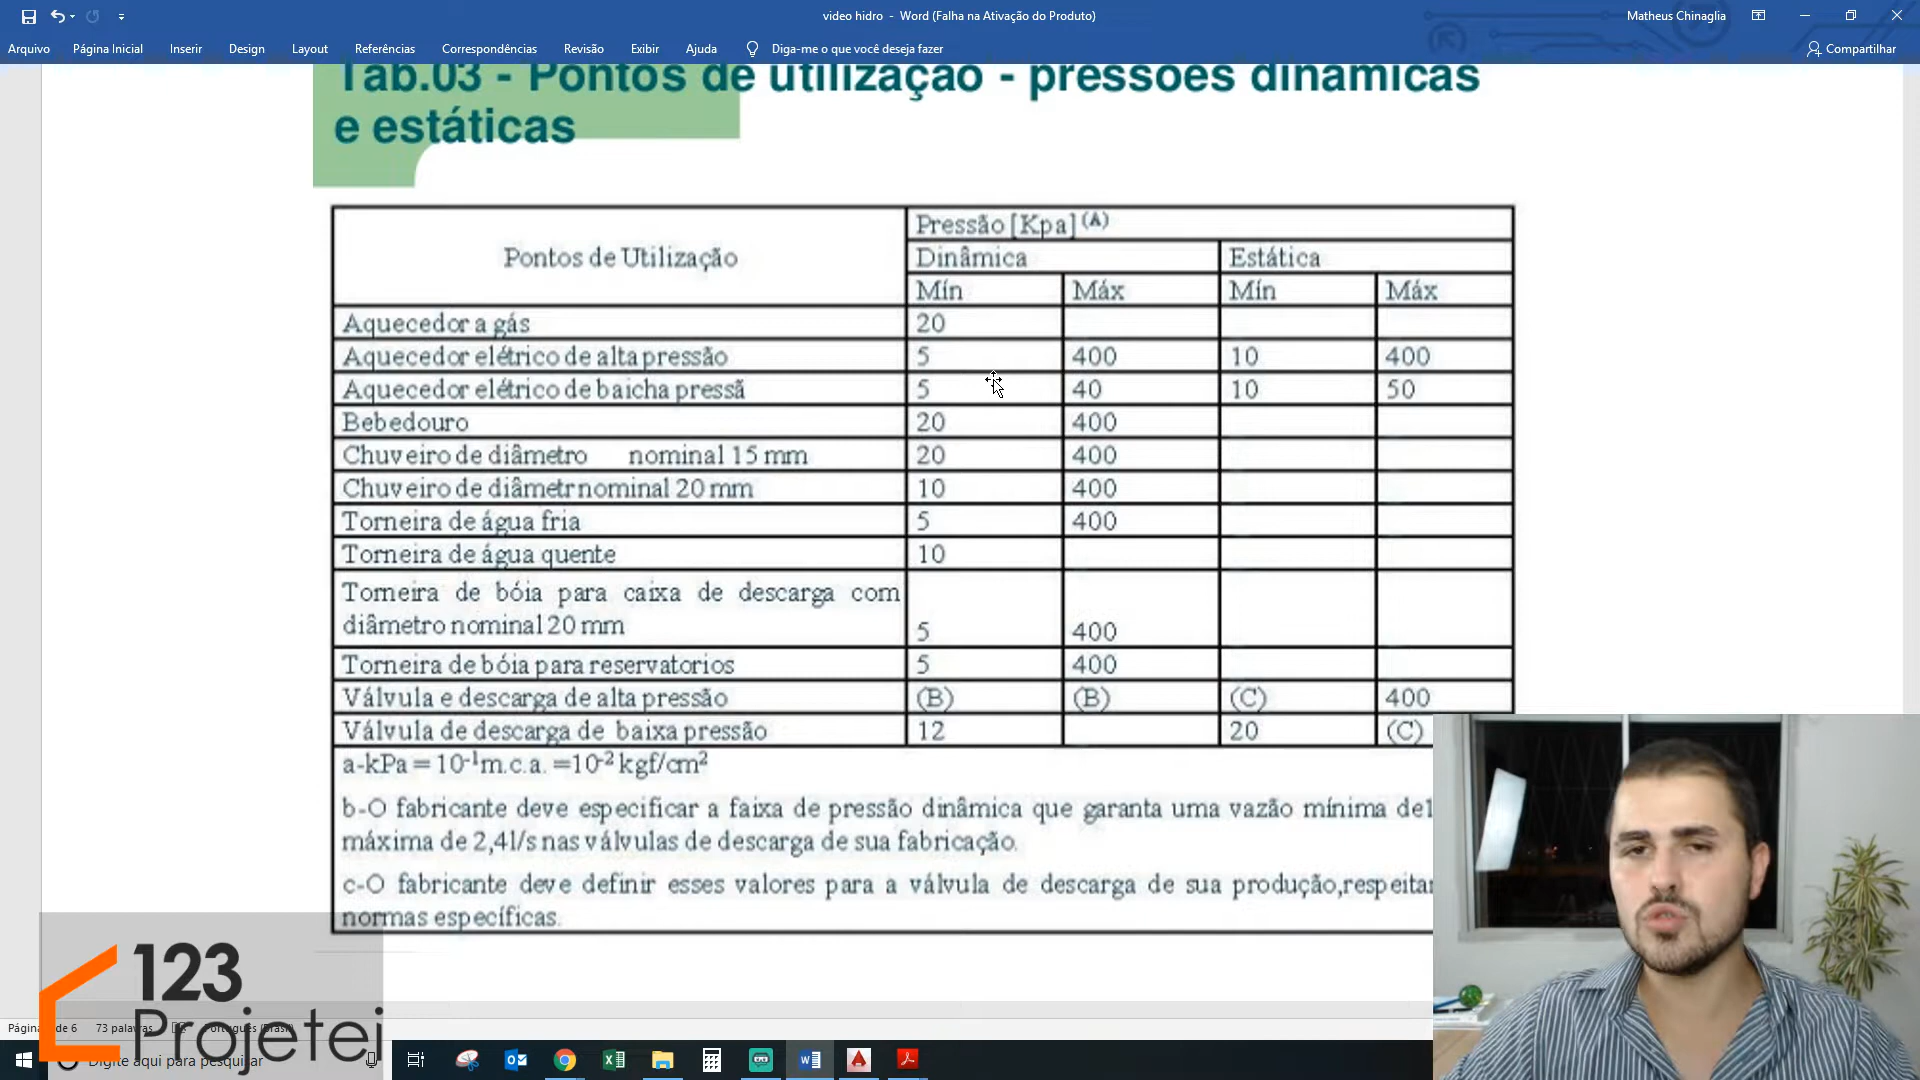 video hidro - Word (Falha na Ativação do Produto)
Matheus Chinaglia
Arquivo Página Inicial Inserir Design Layout Referências Correspondências Revisão Exibir Ajuda Diga-me o que você deseja fazer Compartilhar
Tab.03 - Pontos de utilização - pressões dinâmicas
e estáticas
Pontos de Utilização
Pressão [Kpa] (A)
Dinâmica Estática
Mín Máx Mín Máx
Aquecedor a gás 20
Aquecedor elétrico de alta pressão 5 400 10 400
Aquecedor elétrico de baicha pressã 5 40 10 50
Bebedouro 20 400
Chuveiro de diâmetro nominal 15 mm 20 400
Chuveiro de diâmetr nominal 20 mm 10 400
Torneira de água fria 5 400
Torneira de água quente 10
Torneira de bóia para caixa de descarga com
diâmetro nominal 20 mm 5 400
Torneira de bóia para reservatorios 5 400
Válvula e descarga de alta pressão (B) (B) (C) 400
Válvula de descarga de baixa pressão 12 20 (C)
a-kPa = 10⁻¹m.c.a. =10⁻² kgf/cm²
b-O fabricante deve especificar a faixa de pressão dinâmica que garanta uma vazão mínima de1
máxima de 2,4l/s nas válvulas de descarga de sua fabricação.
c-O fabricante deve definir esses valores para a válvula de descarga de sua produção,respeitan
normas específicas.
123
Projetei
de 6 73 palavras Português (Brasil)
Digite aqui para pesquisar